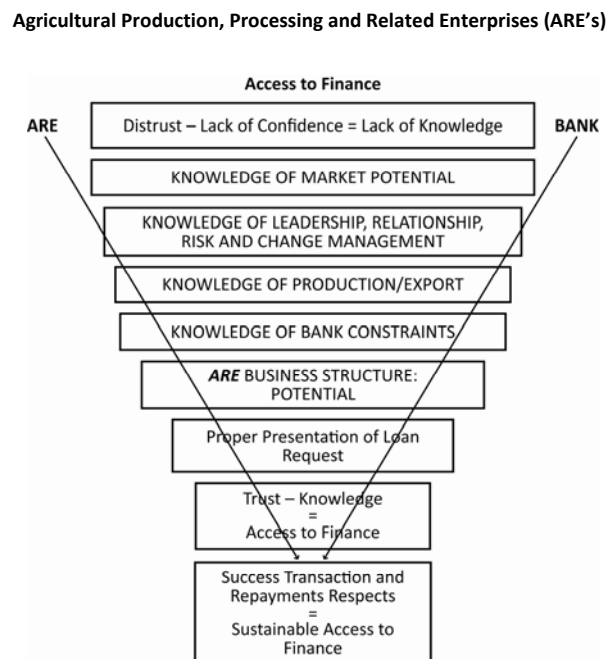 Agricultural Production, Processing and Related Enterprises (ARE's)
Access to Finance
ARE
Distrust – Lack of Confidence = Lack of Knowledge
BANK
KNOWLEDGE OF MARKET POTENTIAL
KNOWLEDGE OF LEADERSHIP, RELATIONSHIP,
RISK AND CHANGE MANAGEMENT
KNOWLEDGE OF PRODUCTION/EXPORT
KNOWLEDGE OF BANK CONSTRAINTS
ARE BUSINESS STRUCTURE:
POTENTIAL
Proper Presentation of Loan
Request
Trust – Knowledge
=
Access to Finance
Success Transaction and
Repayments Respects
=
Sustainable Access to
Finance